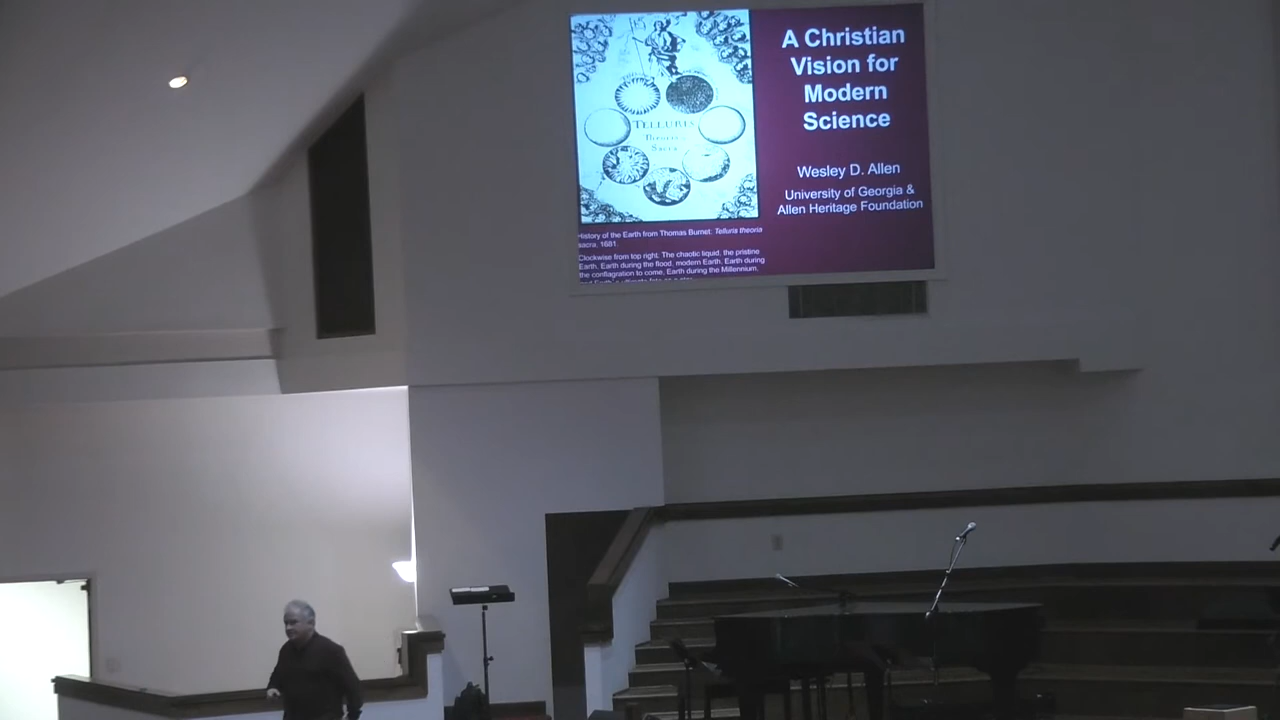 A Christian
Vision for
Modern
Science
Wesley D. Allen
University of Georgia &
Allen Heritage Foundation
TELLURIS
Theoria
Sacra
History of the Earth from Thomas Burnet: Telluris theoria
sacra, 1681.
Clockwise from top right: The chaotic liquid, the pristine
Earth, Earth during the flood, modern Earth, Earth during
the conflagration to come, Earth during the Millennium,